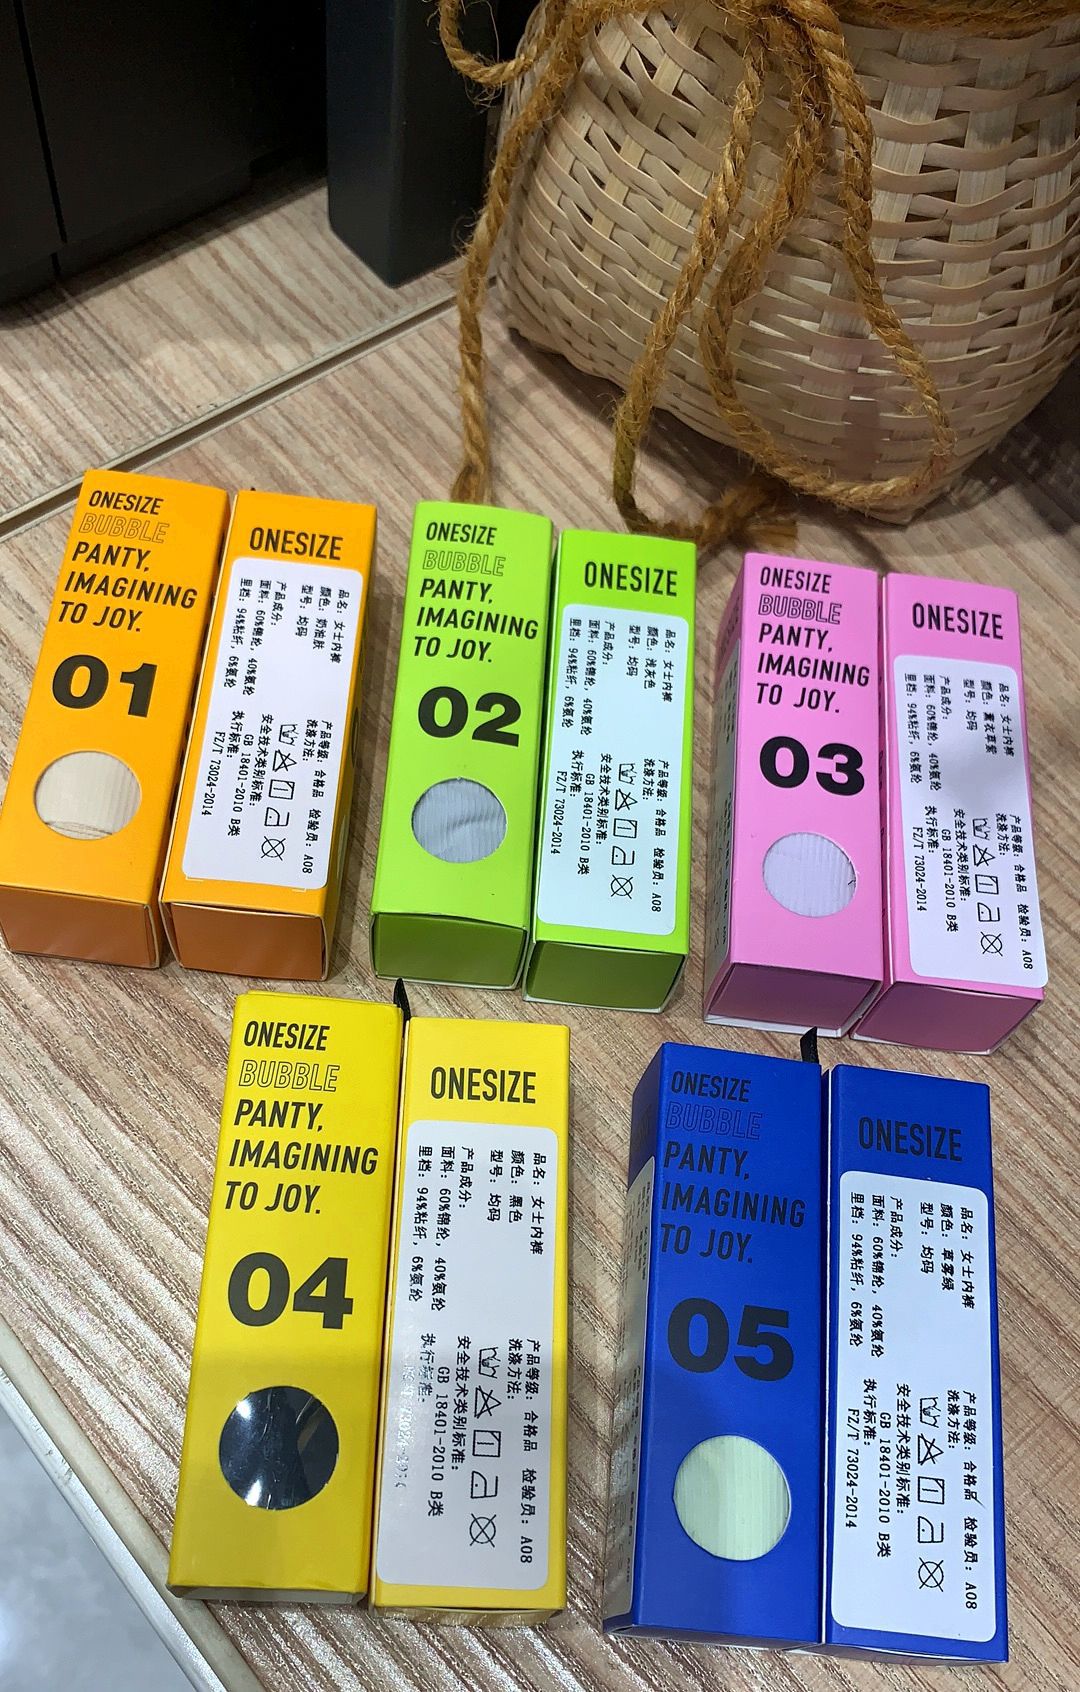 ONESIZE
BUBBLE
PANTY,
IMAGINING
TO JOY.
01
ONESIZE
品名: 女士内裤
颜色: 奶油肤
型号: 均码
产品成分:
面料: 60%锦纶, 40%氨纶
里档: 94%粘纤, 6%氨纶
产品等级: 合格品 检验员: A08
洗涤方法:
安全技术类别标准:
GB 18401-2010 B类
执行标准:
FZ/T 73024-2014
ONESIZE
BUBBLE
PANTY,
IMAGINING
TO JOY.
02
ONESIZE
品名: 女士内裤
颜色: 浅灰色
型号: 均码
产品成分:
面料: 60%锦纶, 40%氨纶
里档: 94%粘纤, 6%氨纶
产品等级: 合格品 检验员: A08
洗涤方法:
安全技术类别标准:
GB 18401-2010 B类
执行标准:
FZ/T 73024-2014
ONESIZE
BUBBLE
PANTY,
IMAGINING
TO JOY.
03
ONESIZE
品名: 女士内裤
颜色: 薰衣草紫
型号: 均码
产品成分:
面料: 60%锦纶, 40%氨纶
里档: 94%粘纤, 6%氨纶
产品等级: 合格品 检验员: A08
洗涤方法:
安全技术类别标准:
GB 18401-2010 B类
执行标准:
FZ/T 73024-2014
ONESIZE
BUBBLE
PANTY,
IMAGINING
TO JOY.
04
ONESIZE
品名: 女士内裤
颜色: 黑色
型号: 均码
产品成分:
面料: 60%锦纶, 40%氨纶
里档: 94%粘纤, 6%氨纶
产品等级: 合格品 检验员: A08
洗涤方法:
安全技术类别标准:
GB 18401-2010 B类
执行标准:
ONESIZE
BUBBLE
PANTY,
IMAGINING
TO JOY.
05
ONESIZE
品名: 女士内裤
颜色: 草雾绿
型号: 均码
产品成分:
面料: 60%锦纶, 40%氨纶
里档: 94%粘纤, 6%氨纶
产品等级: 合格品 检验员: A08
洗涤方法:
安全技术类别标准:
GB 18401-2010 B类
执行标准:
FZ/T 73024-2014